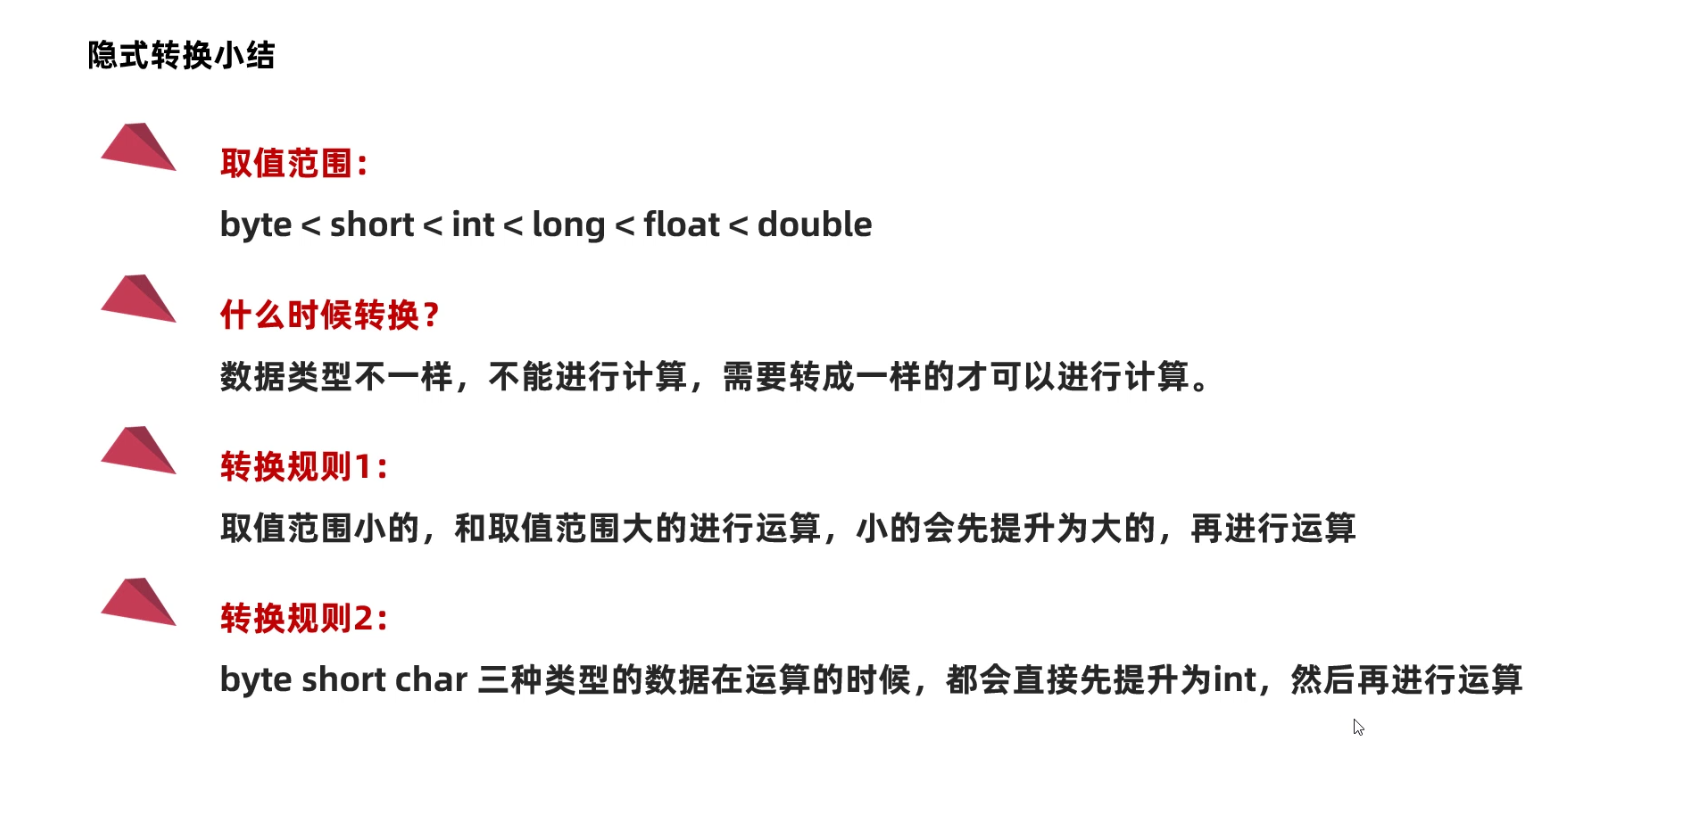 隐式转换小结
取值范围：
byte < short < int < long < float < double
什么时候转换？
数据类型不一样，不能进行计算，需要转成一样的才可以进行计算。
转换规则1：
取值范围小的，和取值范围大的进行运算，小的会先提升为大的，再进行运算
转换规则2：
byte short char 三种类型的数据在运算的时候，都会直接先提升为int，然后再进行运算